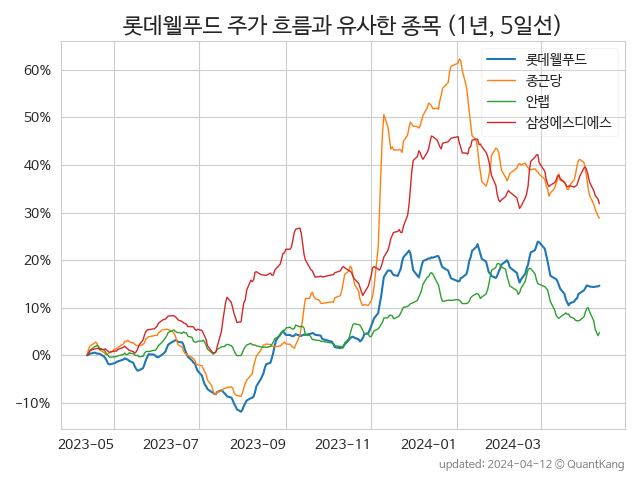 롯데웰푸드 주가 흐름과 유사한 종목 (1년, 5일선)
롯데웰푸드
종근당
안랩
삼성에스디에스
60%
50%
40%
30%
20%
10%
0%
−10%
2023-05
2023-07
2023-09
2023-11
2024-01
2024-03
updated: 2024-04-12 © QuantKang